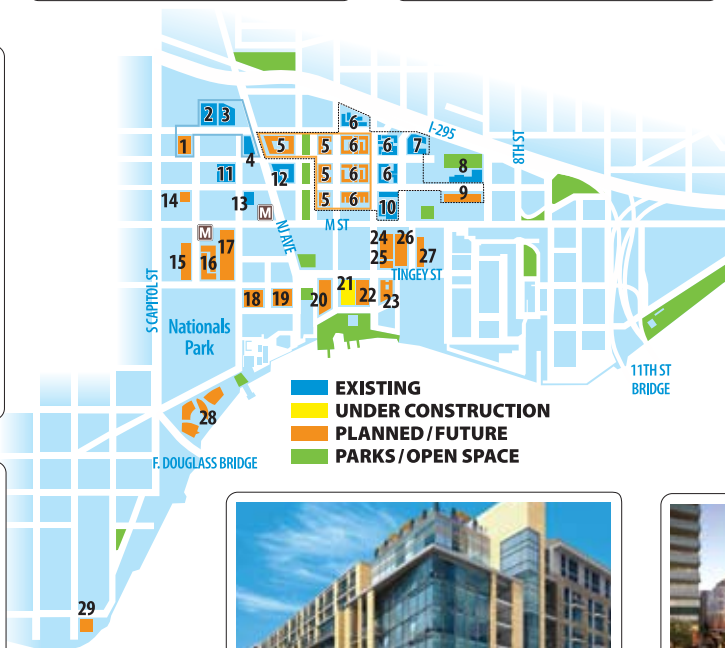 2 3
6
I-295
8TH ST
1
5 5 6 6 7
4
8
11
12
5 6 6
9
14
13
M
5 6
10
NJ AVE
M ST
M
17
24 26
15
16
25
27
TINGEY ST
S CAPITOL ST
18 19
20
21
22
23
Nationals
Park
11TH ST
BRIDGE
EXISTING
UNDER CONSTRUCTION
PLANNED/FUTURE
PARKS/OPEN SPACE
28
F. DOUGLASS BRIDGE
29